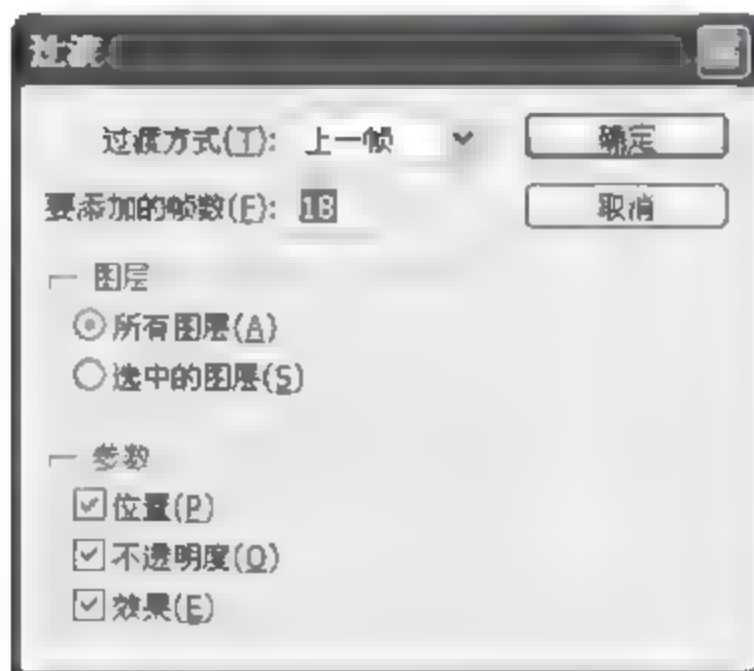 过渡
过渡方式(T): 上一帧 确定
要添加的帧数(F): 18 取消
图层
所有图层(A)
选中的图层(S)
参数
位置(P)
不透明度(O)
效果(E)